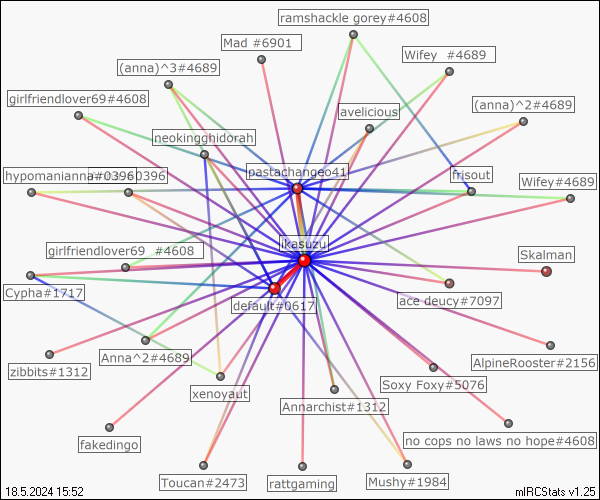 ramshackle gorey#4608
Mad #6901
Wifey #4689
(anna)^3#4689
girlfriendlover69#4608
(anna)^2#4689
avelicious
neokingghidorah
pastachangeo41
frisout
hypomanianna#0396
0396
Wifey#4689
girlfriendlover69 #4608
ikasuzu
Skalman
Cypha#1717
default#0617
ace deucy#7097
zibbits#1312
Anna^2#4689
AlpineRooster#2156
xenoyaut
Soxy Foxy#5076
Annarchist#1312
fakedingo
no cops no laws no hope#4608
Toucan#2473
rattgaming
Mushy#1984
18.5.2024 15:52
mIRCStats v1.25